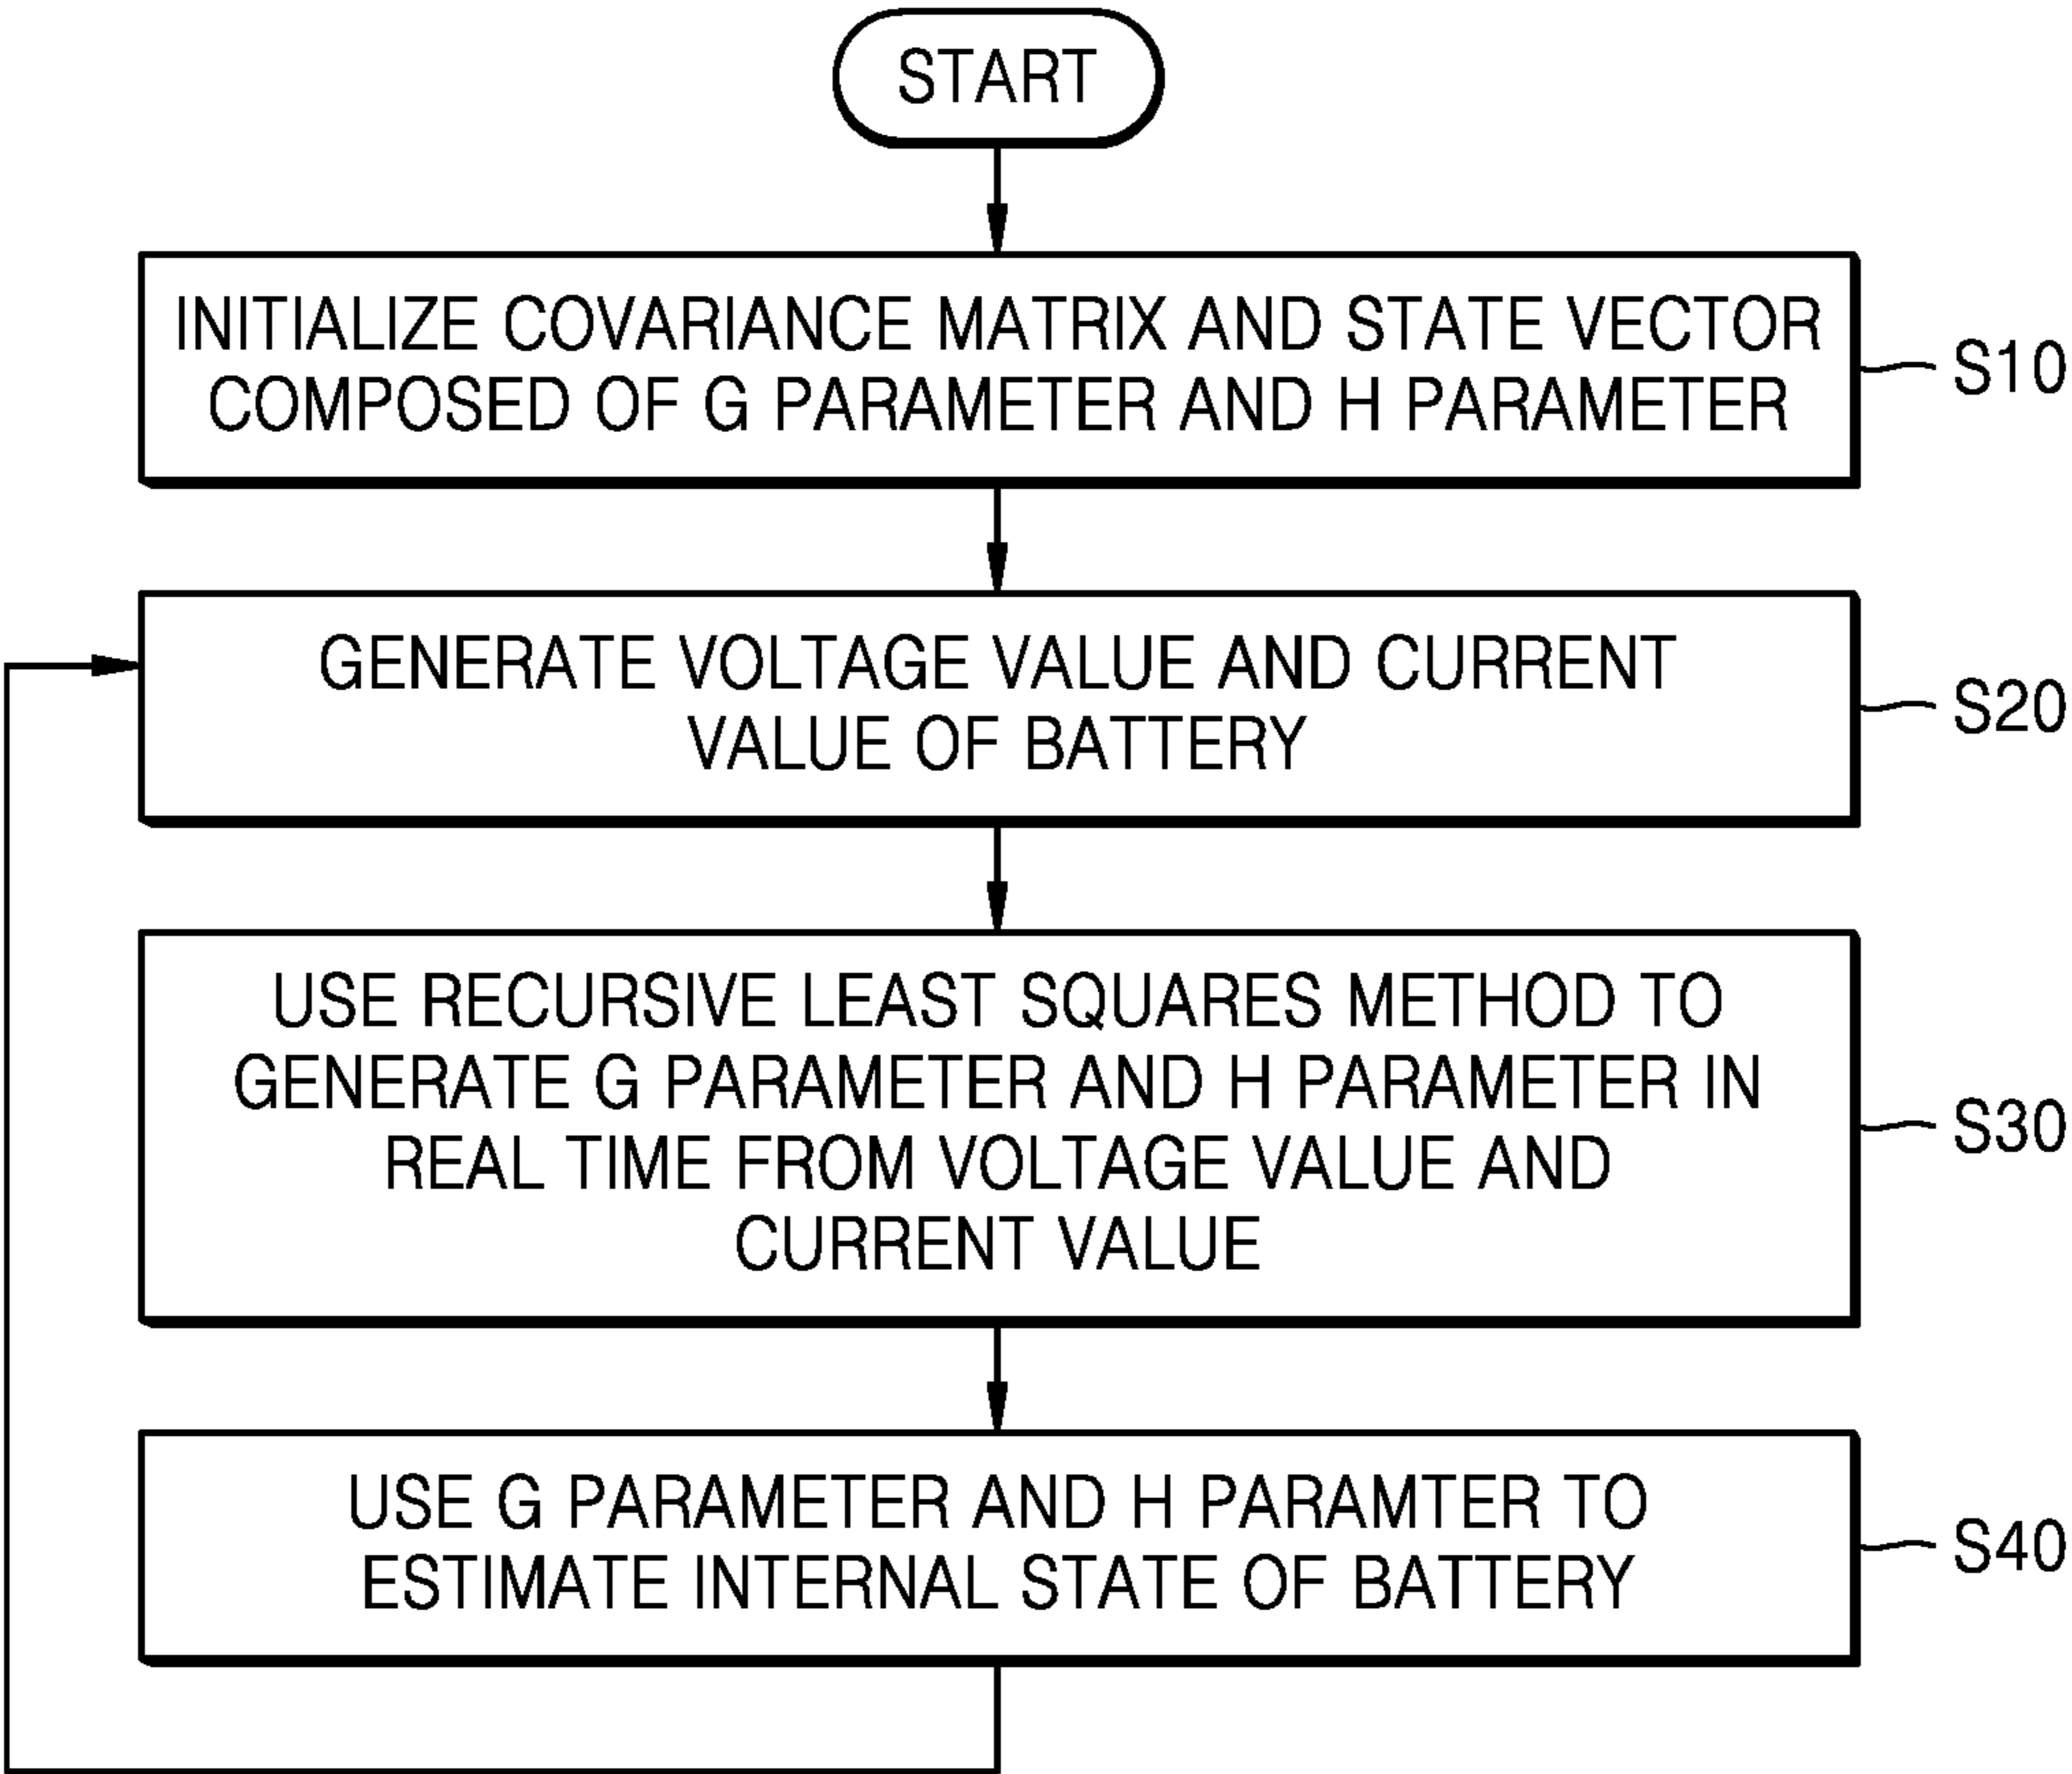 START
INITIALIZE COVARIANCE MATRIX AND STATE VECTOR
COMPOSED OF G PARAMETER AND H PARAMETER
S10
GENERATE VOLTAGE VALUE AND CURRENT
VALUE OF BATTERY
S20
USE RECURSIVE LEAST SQUARES METHOD TO
GENERATE G PARAMETER AND H PARAMETER IN
REAL TIME FROM VOLTAGE VALUE AND
CURRENT VALUE
S30
USE G PARAMETER AND H PARAMTER TO
ESTIMATE INTERNAL STATE OF BATTERY
S40